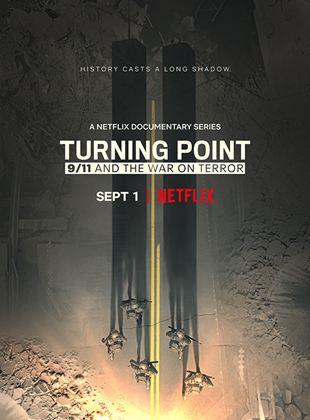 HISTORY CASTS A LONG SHADOW.
A NETFLIX DOCUMENTARY SERIES
TURNING POINT
9/11 AND THE WAR ON TERROR
SEPT 1 | NETFLIX